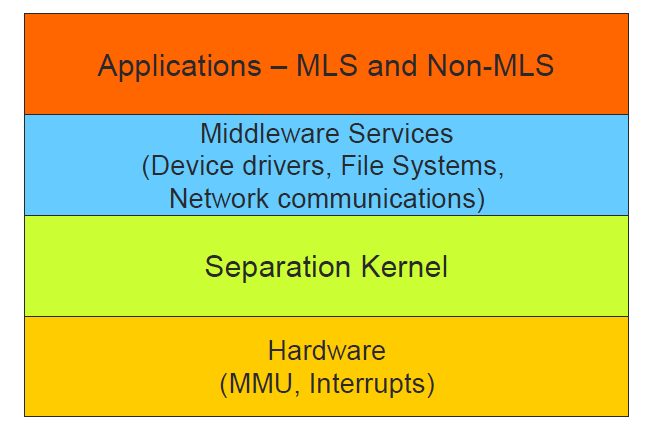 Applications – MLS and Non-MLS
Middleware Services
(Device drivers, File Systems,
Network communications)
Separation Kernel
Hardware
(MMU, Interrupts)